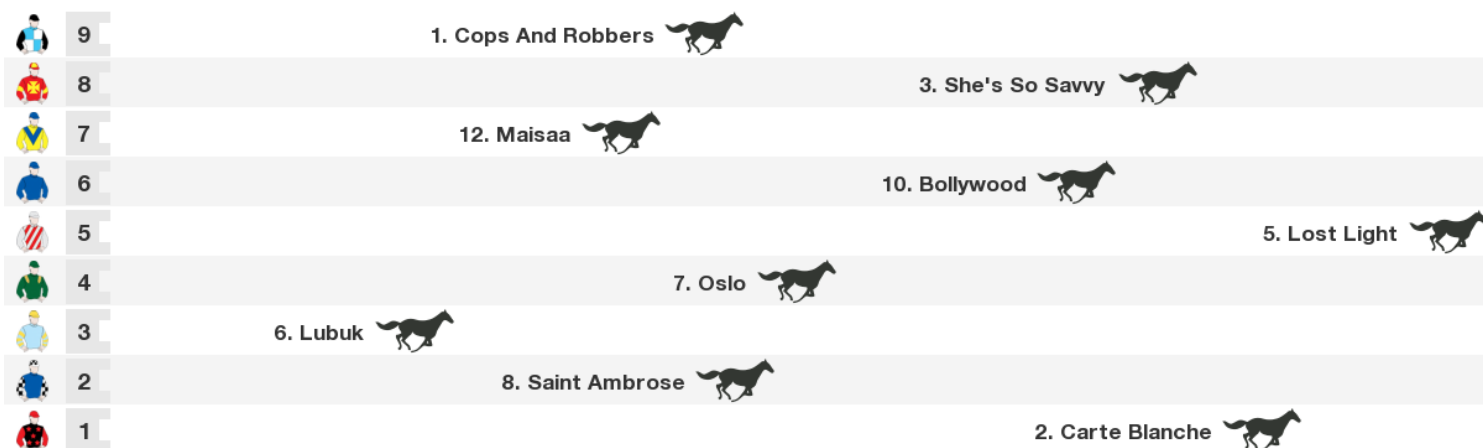 9 1. Cops And Robbers
8 3. She's So Savvy
7 12. Maisaa
6 10. Bollywood
5 5. Lost Light
4 7. Oslo
3 6. Lubuk
2 8. Saint Ambrose
1 2. Carte Blanche